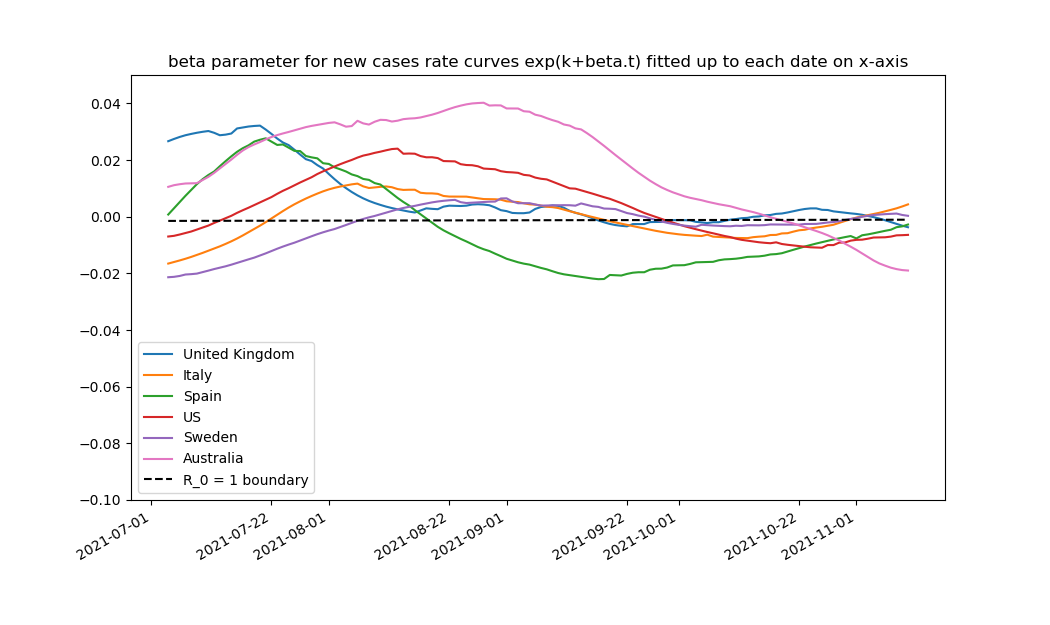 beta parameter for new cases rate curves exp(k+beta.t) fitted up to each date on x-axis
0.04
0.02
0.00
−0.02
−0.04
−0.06
−0.08
−0.10
United Kingdom
Italy
Spain
US
Sweden
Australia
R_0 = 1 boundary
2021-07-01
2021-07-22
2021-08-01
2021-08-22
2021-09-01
2021-09-22
2021-10-01
2021-10-22
2021-11-01